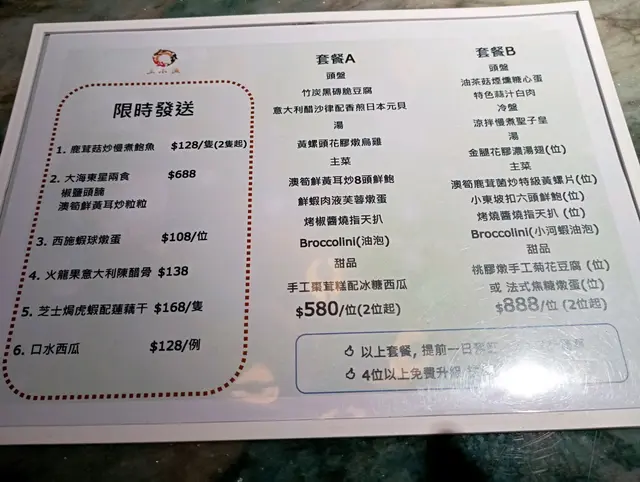 限時發送
1. 鹿茸菇炒慢煮鮑魚 $128/隻(2隻起)
2. 大海東星兩食 $688
椒鹽頭腩
澳筍鮮黃耳炒粒粒
3. 西施蝦球燉蛋 $108/位
4. 火龍果意大利陳醋骨 $138
5. 芝士焗虎蝦配蓮藕干 $168/隻
6. 口水西瓜 $128/例
套餐A
頭盤
竹炭黑磚脆豆腐
意大利醋沙律配香煎日本元貝
湯
黃螺頭花膠燉烏雞
主菜
澳筍鮮黃耳炒8頭鮮鮑
鮮蝦肉液芙蓉燉蛋
烤椒醬燒指天扒
Broccolini(油泡)
甜品
手工棗茸糕配冰糖西瓜
$580/位(2位起)
套餐B
頭盤
油茶菇煙燻糖心蛋
特色蒜汁白肉
冷盤
涼拌慢煮聖子皇
湯
金腿花膠濃湯翅(位)
主菜
澳筍鹿茸菌炒特級黃螺片(位)
小東坡扣六頭鮮鮑(位)
烤椒醬燒指天扒 (位)
Broccolini(小河蝦油泡)
甜品
桃膠燉手工菊花豆腐 (位)
或 法式焦糖燉蛋(位)
$888/位(2位起)
以上套餐, 提前一日預訂
4位以上免費升級